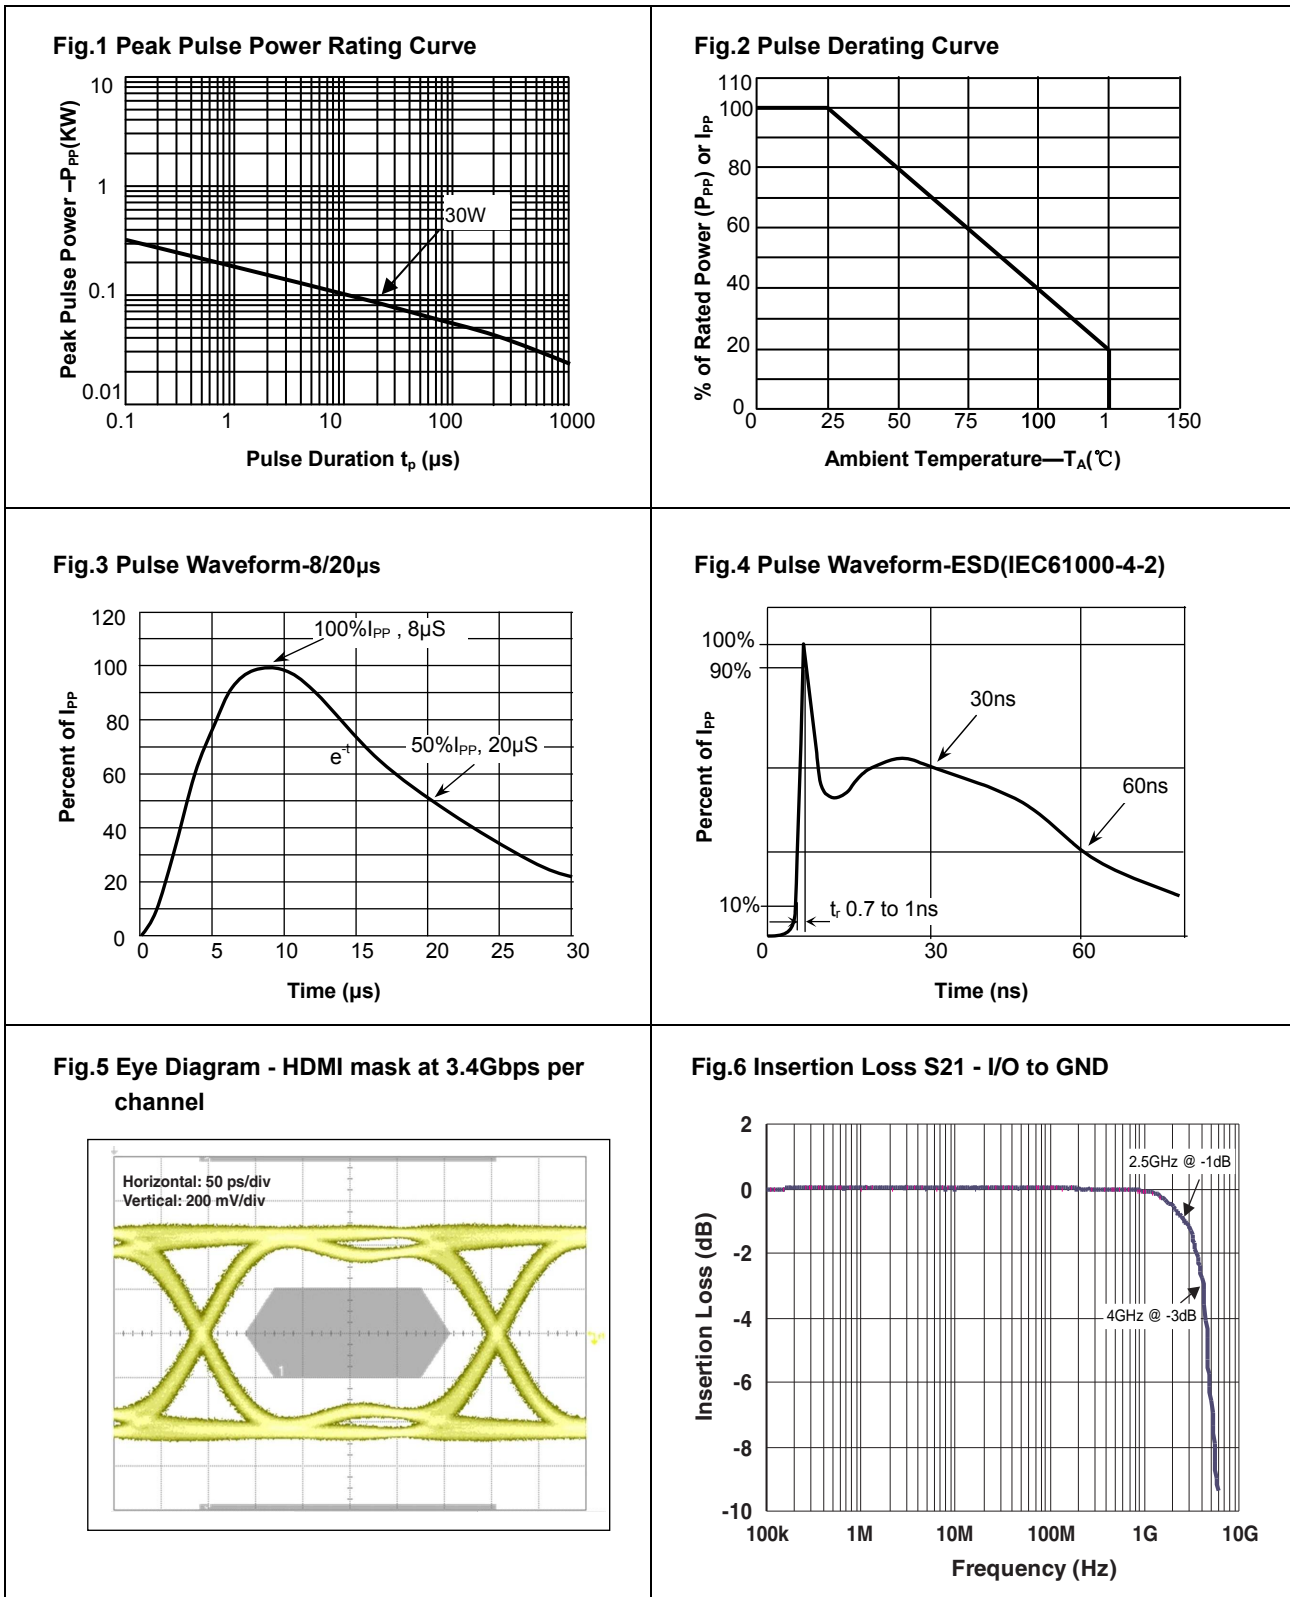 Fig.1 Peak Pulse Power Rating Curve
Peak Pulse Power –PPP(KW)
10
1
0.1
0.01
30W
0.1 1 10 100 1000
Pulse Duration tp (µs)
Fig.2 Pulse Derating Curve
% of Rated Power (PPP) or IPP
110
100
80
60
40
20
0
0 25 50 75 100 1 150
Ambient Temperature—TA(℃)
Fig.3 Pulse Waveform-8/20µs
Percent of IPP
120
100
80
60
40
20
0
100%IPP , 8µS
e-t
50%IPP, 20µS
0 5 10 15 20 25 30
Time (µs)
Fig.4 Pulse Waveform-ESD(IEC61000-4-2)
Percent of IPP
100%
90%
10%
30ns
60ns
tr 0.7 to 1ns
0 30 60
Time (ns)
Fig.5 Eye Diagram - HDMI mask at 3.4Gbps per
channel
Horizontal: 50 ps/div
Vertical: 200 mV/div
1
Fig.6 Insertion Loss S21 - I/O to GND
Insertion Loss (dB)
2
0
-2
-4
-6
-8
-10
2.5GHz @ -1dB
4GHz @ -3dB
100k 1M 10M 100M 1G 10G
Frequency (Hz)